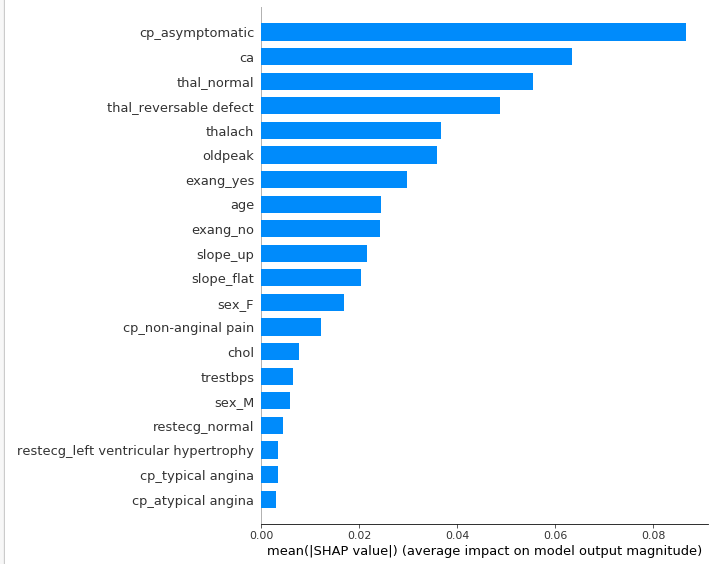 cp_asymptomatic
ca
thal_normal
thal_reversable defect
thalach
oldpeak
exang_yes
age
exang_no
slope_up
slope_flat
sex_F
cp_non-anginal pain
chol
trestbps
sex_M
restecg_normal
restecg_left ventricular hypertrophy
cp_typical angina
cp_atypical angina
0.00 0.02 0.04 0.06 0.08
mean(|SHAP value|) (average impact on model output magnitude)